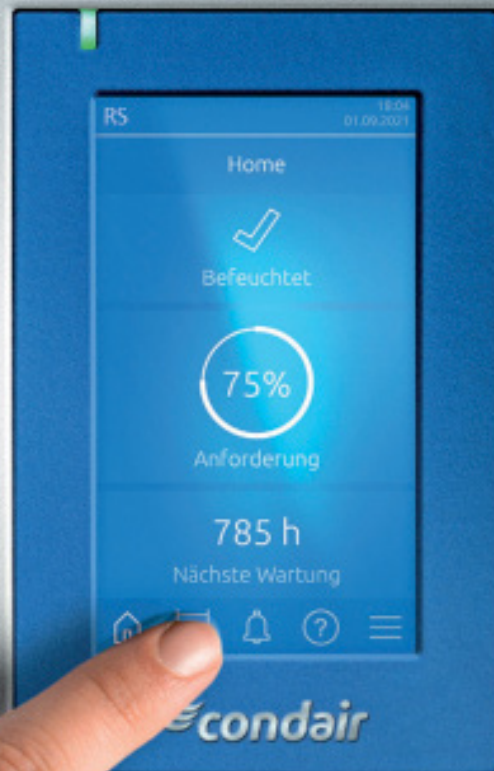 RS
18:04
01.09.2021
Home
Befeuchtet
75%
Anforderung
785 h
Nächste Wartung
?
condair